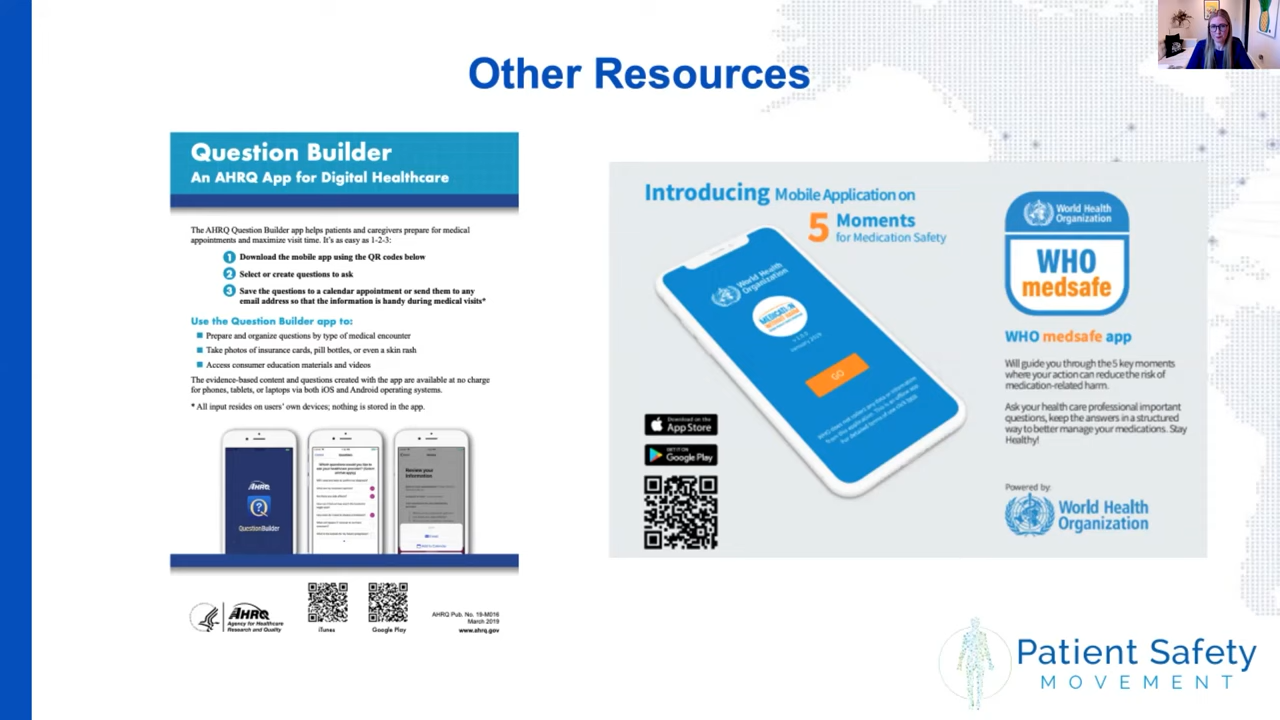 Other Resources
Question Builder
An AHRQ App for Digital Healthcare
The AHRQ Question Builder app helps patients and caregivers prepare for medical
appointments and maximize visit time. It's as easy as 1-2-3:
1 Download the mobile app using the QR codes below
2 Select or create questions to ask
3 Save the questions to a calendar appointment or send them to any
email address so that the information is handy during medical visits*
Use the Question Builder app to:
Prepare and organize questions by type of medical encounter
Take photos of insurance cards, pill bottles, or even a skin rash
Access consumer education materials and videos
The evidence-based content and questions created with the app are available at no charge
for phones, tablets, or laptops via both iOS and Android operating systems.
* All input resides on users' own devices; nothing is stored in the app.
AHRQ
QuestionBuilder
Review your
information.
AHRQ
Agency for Healthcare
Research and Quality
iTunes
Google Play
AHRQ Pub. No. 19-M016
March 2019
www.ahrq.gov
Introducing Mobile Application on
5 Moments
for Medication Safety
World Health
Organization
GO
Download on the
App Store
GET IT ON
Google Play
World Health
Organization
WHO
medsafe
WHO medsafe app
Will guide you through the 5 key moments
where your action can reduce the risk of
medication-related harm.
Ask your health care professional important
questions, keep the answers in a structured
way to better manage your medications. Stay
Healthy!
Powered by:
World Health
Organization
Patient Safety
MOVEMENT